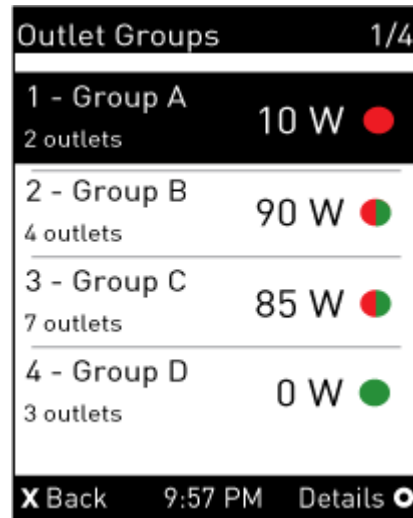 Outlet Groups 1/4
1 - Group A
10 W
2 outlets
2 - Group B
90 W
4 outlets
3 - Group C
85 W
7 outlets
4 - Group D
0 W
3 outlets
X Back 9:57 PM Details